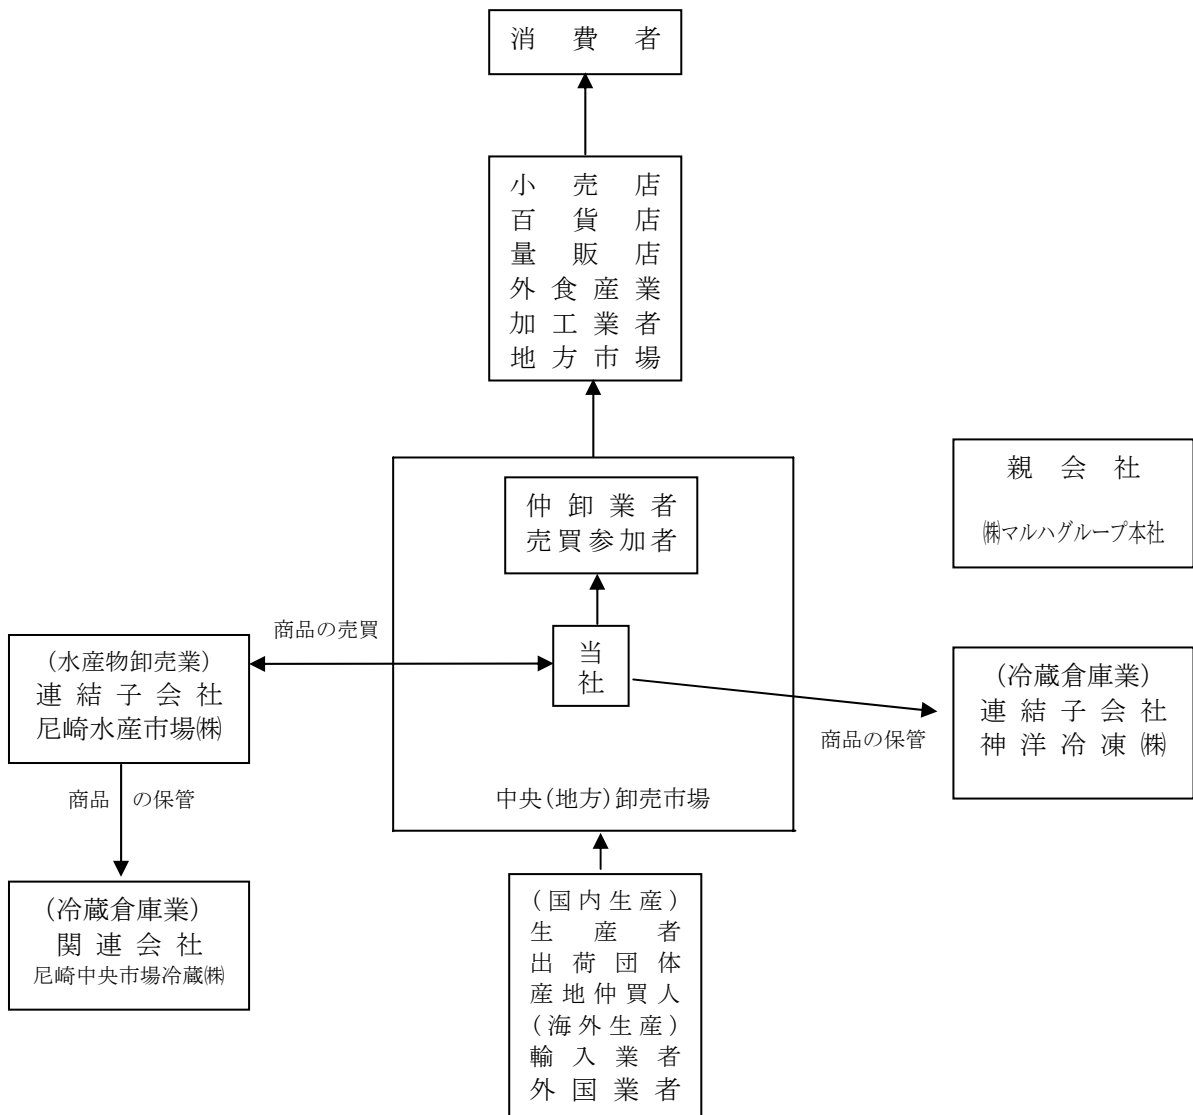 消費者
小売店
百貨店
量販店
外食産業
加工業者
地方市場
仲卸業者
売買参加者
親会社
㈱マルハグループ本社
商品の売買
当社
(水産物卸売業)
連結子会社
尼崎水産市場㈱
(冷蔵倉庫業)
連結子会社
神洋冷凍㈱
商品の保管
商品の保管
中央(地方)卸売市場
(冷蔵倉庫業)
関連会社
尼崎中央市場冷蔵㈱
(国内生産)
生産者
出荷団体
産地仲買人
(海外生産)
輸入業者
外国業者